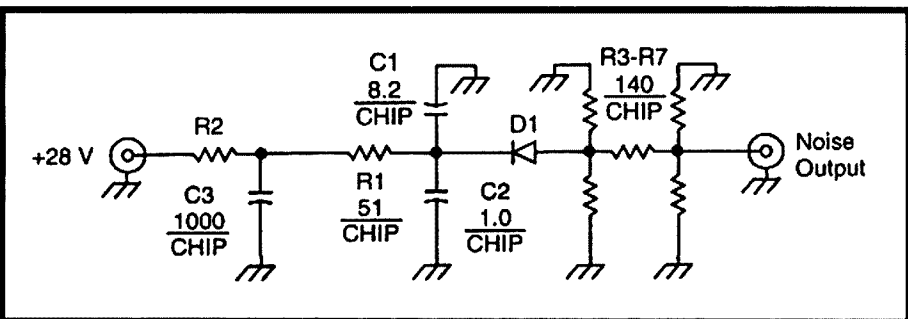 C1
8.2
CHIP
R3-R7
140
CHIP
R2
D1
+28 V
Noise
Output
C3
1000
CHIP
R1
51
CHIP
C2
1.0
CHIP